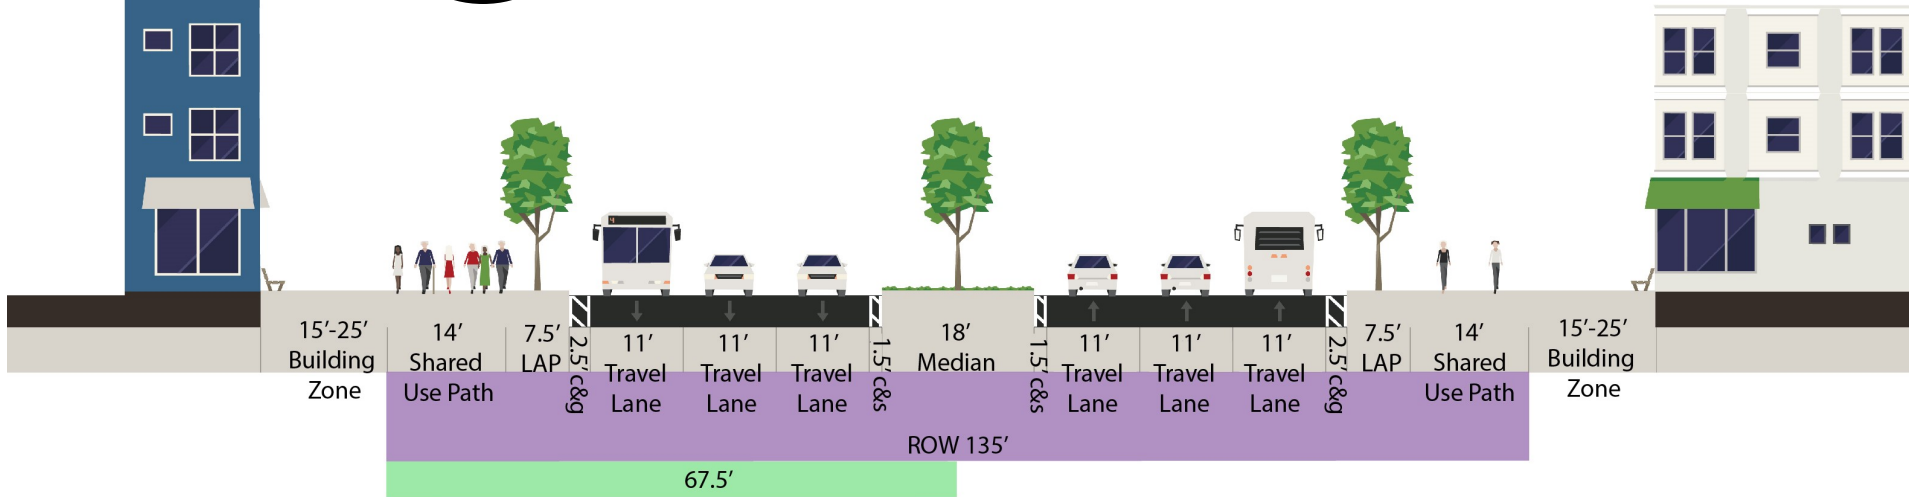 4
15’-25’
Building
Zone
14’
Shared
Use Path
7.5’
LAP
2.5’ c&g
11’
Travel
Lane
11’
Travel
Lane
11’
Travel
Lane
1.5’ c&s
18’
Median
1.5’ c&s
11’
Travel
Lane
11’
Travel
Lane
11’
Travel
Lane
2.5’ c&g
7.5’
LAP
14’
Shared
Use Path
15’-25’
Building
Zone
ROW 135’
67.5’